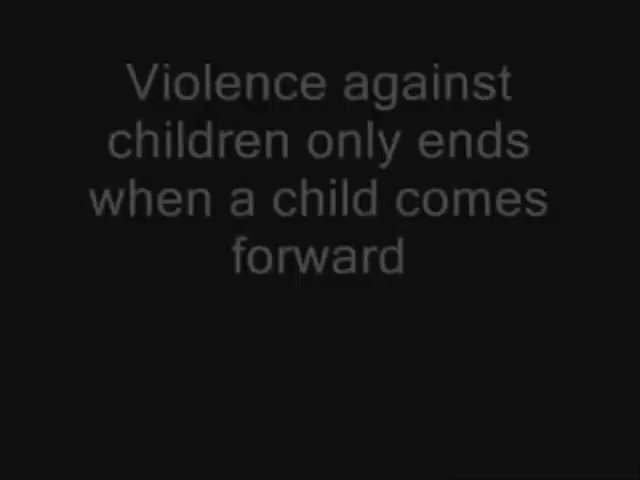 Violence against
children only ends
when a child comes
forward